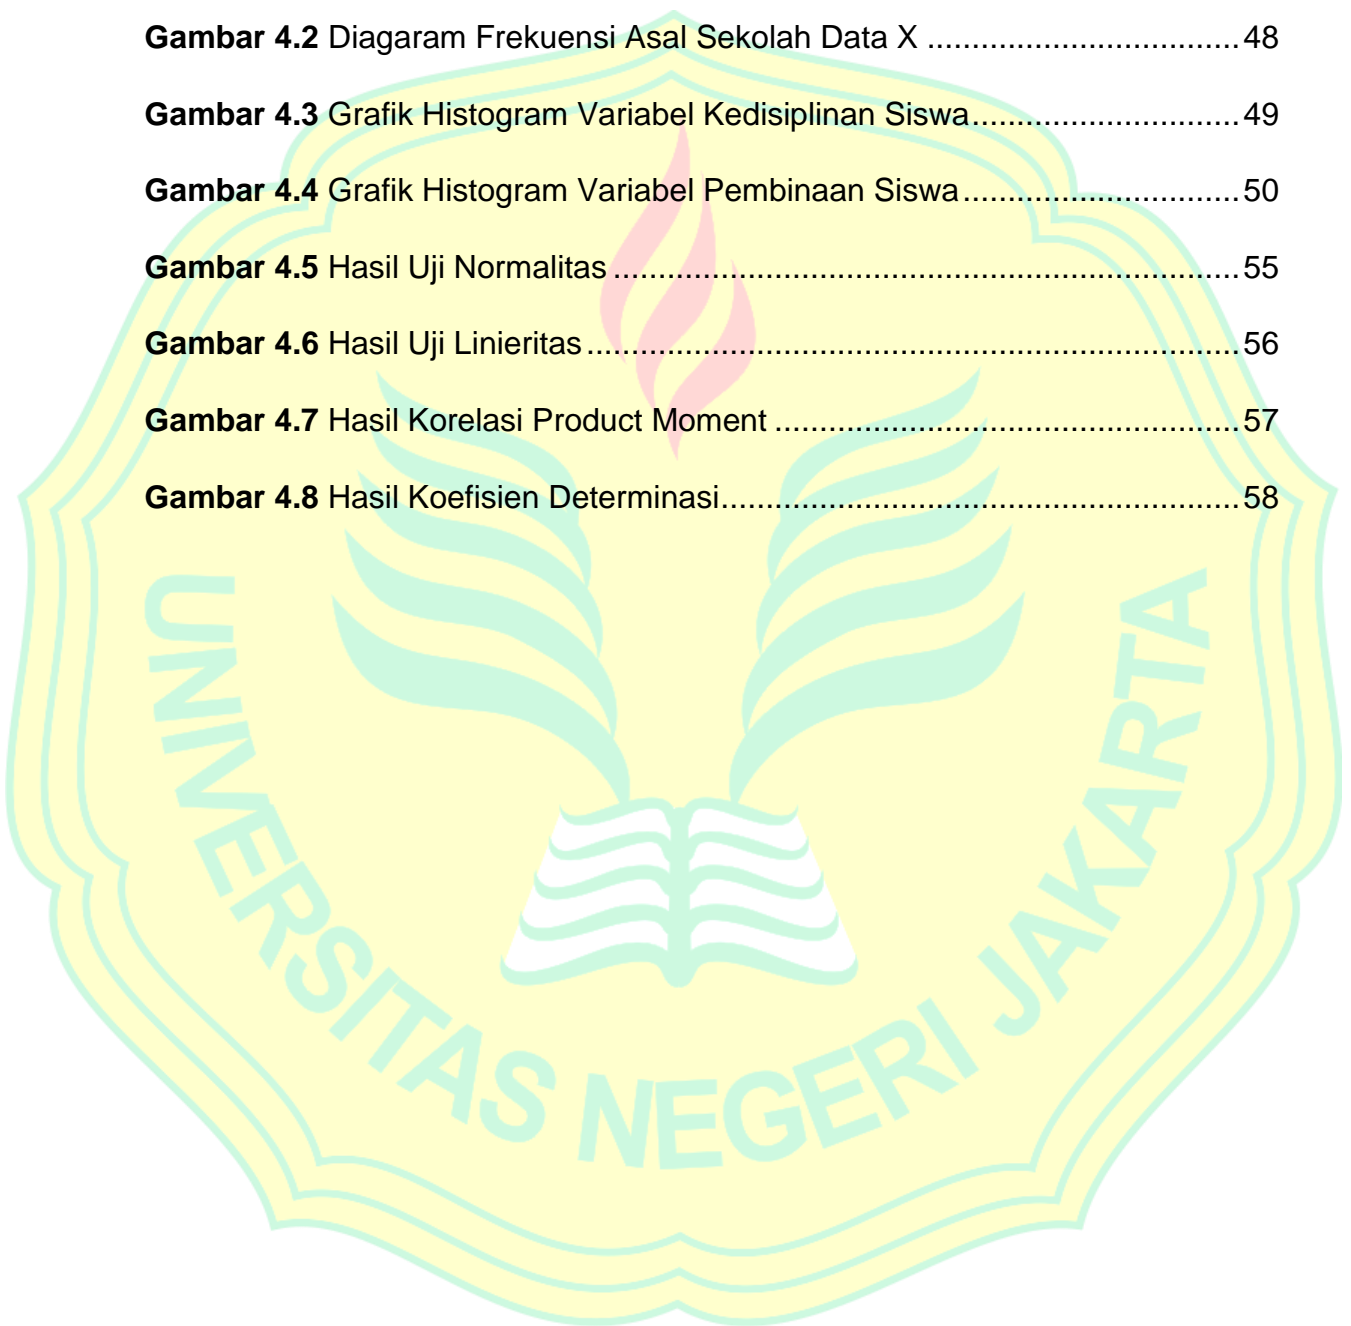 Gambar 4.2 Diagaram Frekuensi Asal Sekolah Data X ...................................... 48
Gambar 4.3 Grafik Histogram Variabel Kedisiplinan Siswa................................ 49
Gambar 4.4 Grafik Histogram Variabel Pembinaan Siswa ................................. 50
Gambar 4.5 Hasil Uji Normalitas ........................................................................... 55
Gambar 4.6 Hasil Uji Linieritas .............................................................................. 56
Gambar 4.7 Hasil Korelasi Product Moment ........................................................ 57
Gambar 4.8 Hasil Koefisien Determinasi............................................................... 58
UNIVERSITAS NEGERI JAKARTA